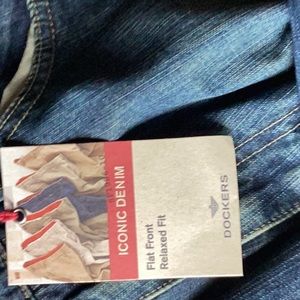 ICONIC DENIM
Flat Front
Relaxed Fit
DOCKERS